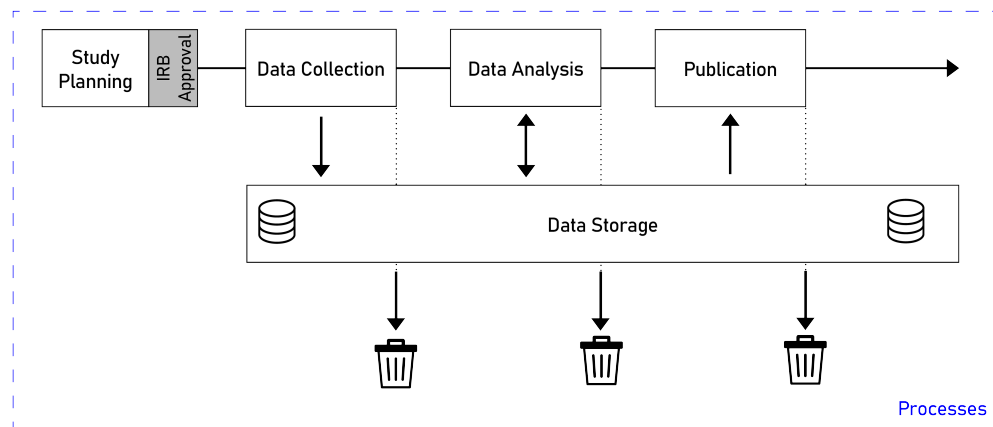 Study
Planning
IRB
Approval
Data Collection
Data Analysis
Publication
Data Storage
Processes